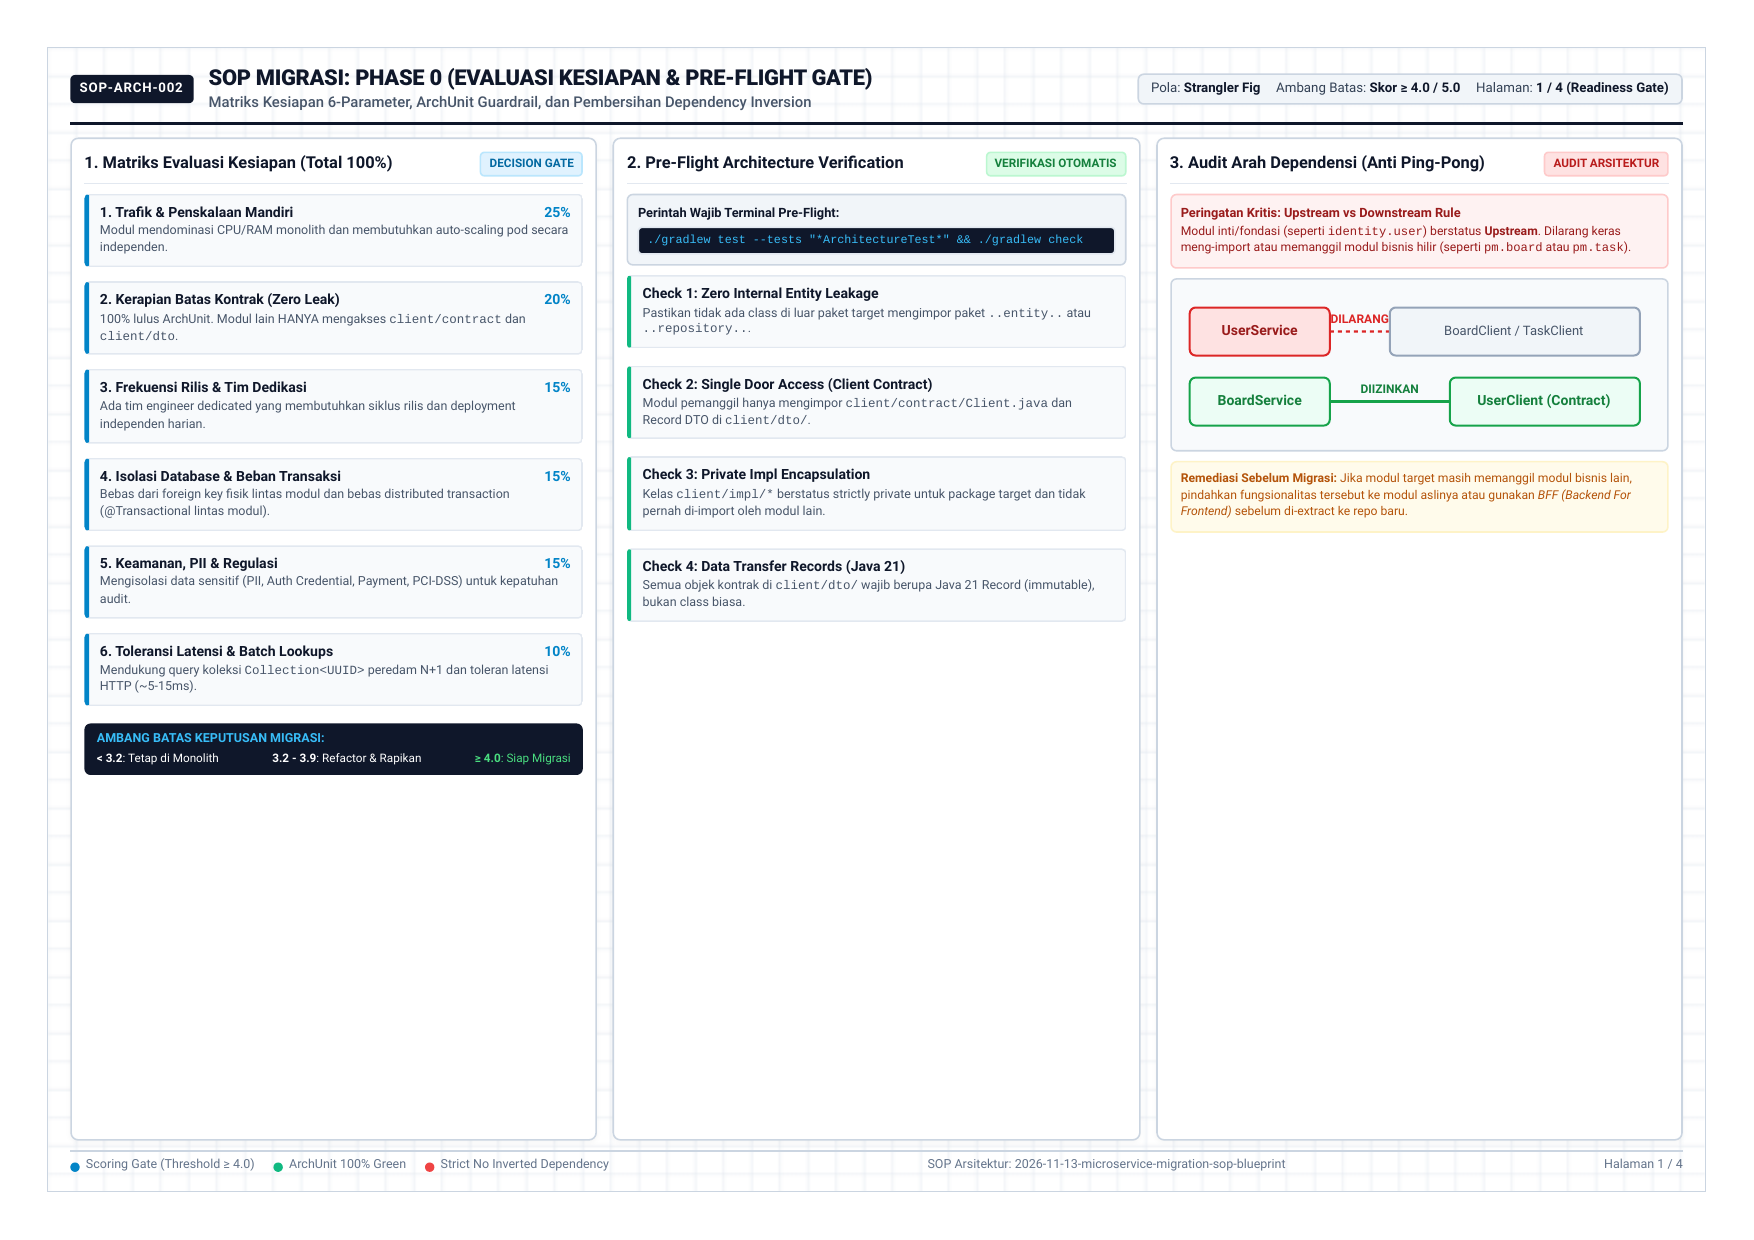 SOP-ARCH-002
SOP MIGRASI: PHASE 0 (EVALUASI KESIAPAN & PRE-FLIGHT GATE)
Matriks Kesiapan 6-Parameter, ArchUnit Guardrail, dan Pembersihan Dependency Inversion
Pola: Strangler Fig Ambang Batas: Skor ≥ 4.0 / 5.0 Halaman: 1 / 4 (Readiness Gate)
1. Matriks Evaluasi Kesiapan (Total 100%)
DECISION GATE
1. Trafik & Penskalaan Mandiri 25%
Modul mendominasi CPU/RAM monolith dan membutuhkan auto-scaling pod secara
independen.
2. Kerapian Batas Kontrak (Zero Leak) 20%
100% lulus ArchUnit. Modul lain HANYA mengakses client/contract dan
client/dto.
3. Frekuensi Rilis & Tim Dedikasi 15%
Ada tim engineer dedicated yang membutuhkan siklus rilis dan deployment
independen harian.
4. Isolasi Database & Beban Transaksi 15%
Bebas dari foreign key fisik lintas modul dan bebas distributed transaction
(@Transactional lintas modul).
5. Keamanan, PII & Regulasi 15%
Mengisolasi data sensitif (PII, Auth Credential, Payment, PCI-DSS) untuk kepatuhan
audit.
6. Toleransi Latensi & Batch Lookups 10%
Mendukung query koleksi Collection<UUID> peredam N+1 dan toleran latensi
HTTP (~5-15ms).
AMBANG BATAS KEPUTUSAN MIGRASI:
< 3.2: Tetap di Monolith 3.2 - 3.9: Refactor & Rapikan ≥ 4.0: Siap Migrasi
2. Pre-Flight Architecture Verification
VERIFIKASI OTOMATIS
Perintah Wajib Terminal Pre-Flight:
./gradlew test --tests "*ArchitectureTest*" && ./gradlew check
Check 1: Zero Internal Entity Leakage
Pastikan tidak ada class di luar paket target mengimpor paket ..entity.. atau
..repository...
Check 2: Single Door Access (Client Contract)
Modul pemanggil hanya mengimpor client/contract/Client.java dan
Record DTO di client/dto/.
Check 3: Private Impl Encapsulation
Kelas client/impl/* berstatus strictly private untuk package target dan tidak
pernah di-import oleh modul lain.
Check 4: Data Transfer Records (Java 21)
Semua objek kontrak di client/dto/ wajib berupa Java 21 Record (immutable),
bukan class biasa.
3. Audit Arah Dependensi (Anti Ping-Pong)
AUDIT ARSITEKTUR
Peringatan Kritis: Upstream vs Downstream Rule
Modul inti/fondasi (seperti identity.user) berstatus Upstream. Dilarang keras
meng-import atau memanggil modul bisnis hilir (seperti pm.board atau pm.task).
UserService DILARANG BoardClient / TaskClient
BoardService DIIZINKAN UserClient (Contract)
Remediasi Sebelum Migrasi: Jika modul target masih memanggil modul bisnis lain,
pindahkan fungsionalitas tersebut ke modul aslinya atau gunakan BFF (Backend For
Frontend) sebelum di-extract ke repo baru.
Scoring Gate (Threshold ≥ 4.0) ArchUnit 100% Green Strict No Inverted Dependency
SOP Arsitektur: 2026-11-13-microservice-migration-sop-blueprint
Halaman 1 / 4